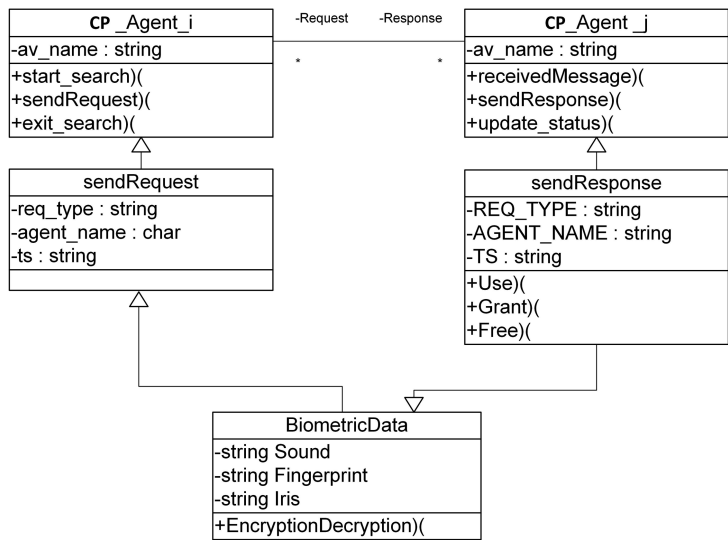 CP _Agent_i
-av_name : string
+start_search)(
+sendRequest)(
+exit_search)(
-Request
-Response
*
*
CP_Agent _j
-av_name : string
+receivedMessage)(
+sendResponse)(
+update_status)(
sendRequest
-req_type : string
-agent_name : char
-ts : string
sendResponse
-REQ_TYPE : string
-AGENT_NAME : string
-TS : string
+Use)(
+Grant)(
+Free)(
BiometricData
-string Sound
-string Fingerprint
-string Iris
+EncryptionDecryption)(